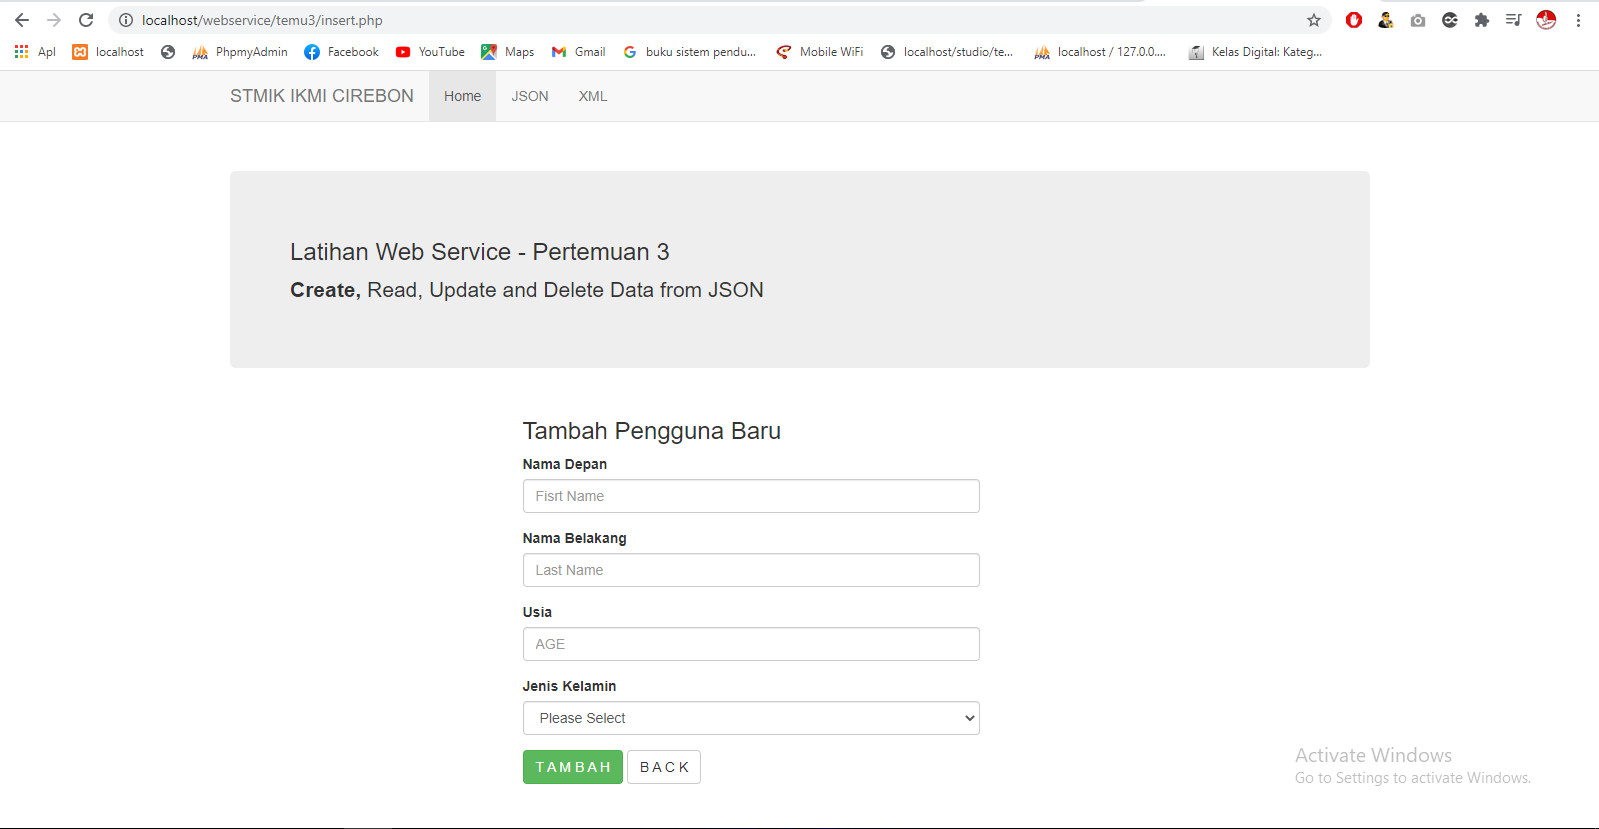 localhost/webservice/temu3/insert.php
Apl localhost PhpmyAdmin Facebook YouTube Maps Gmail buku sistem pendu... Mobile WiFi localhost/studio/te... localhost / 127.0.0.... Kelas Digital: Kateg...
STMIK IKMI CIREBON Home JSON XML
Latihan Web Service - Pertemuan 3
Create, Read, Update and Delete Data from JSON
Tambah Pengguna Baru
Nama Depan
Fisrt Name
Nama Belakang
Last Name
Usia
AGE
Jenis Kelamin
Please Select
TAMBAH BACK
Activate Windows
Go to Settings to activate Windows.